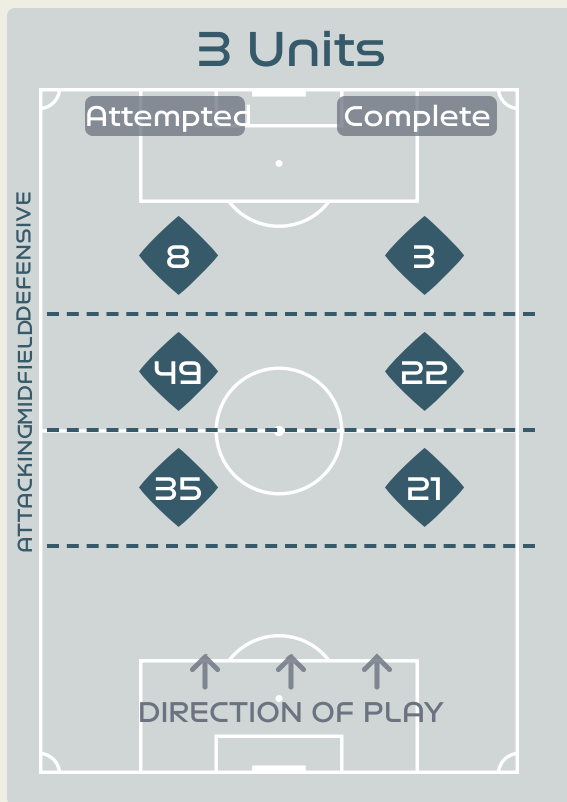 3 Units
Attempted Complete
8 3
49 22
35 21
ATTACKINGMIDFIELDDEFENSIVE
DIRECTION OF PLAY